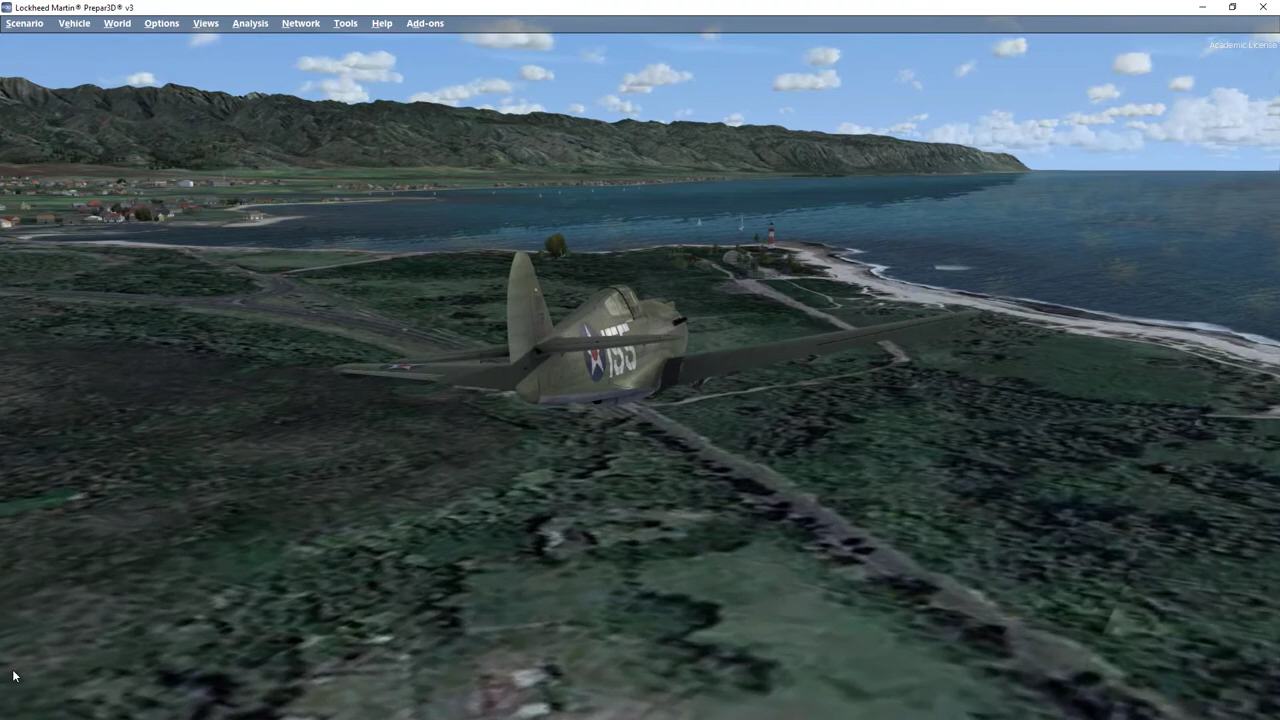 Lockheed Martin® Prepar3D® v3
Scenario Vehicle World Options Views Analysis Network Tools Help Add-ons
Academic License
155